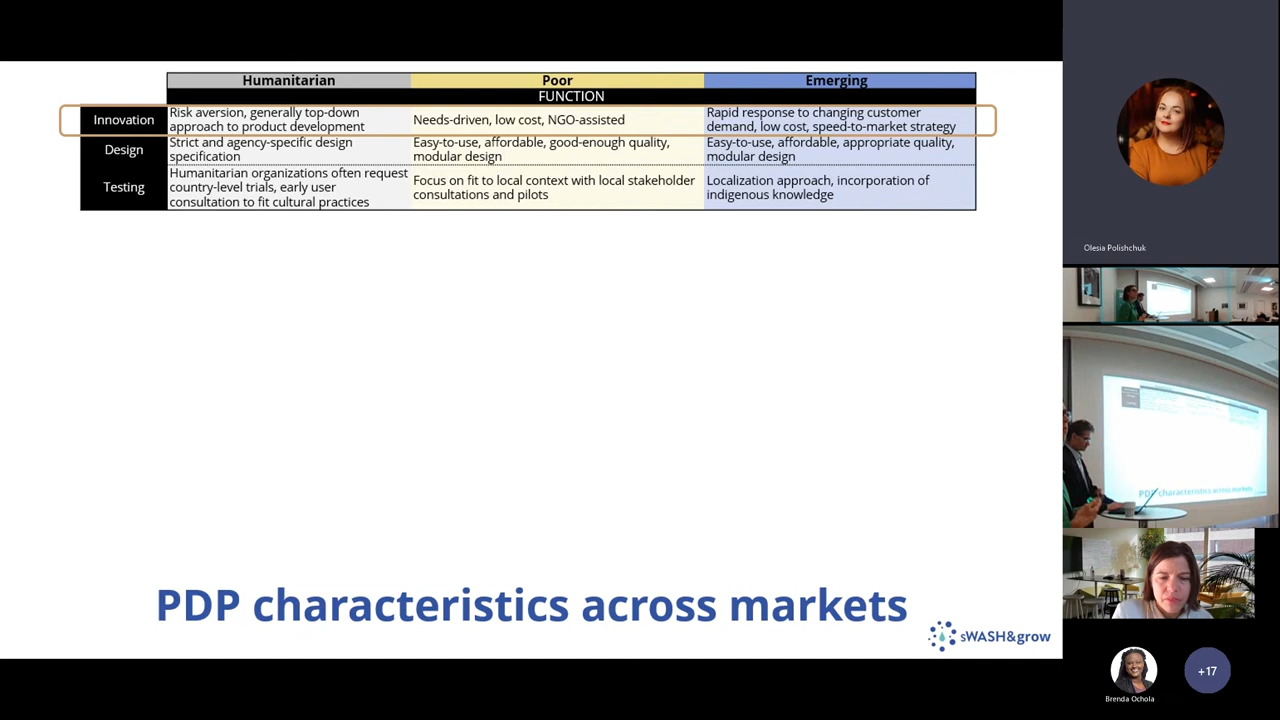 Humanitarian Poor Emerging
FUNCTION
Innovation
Risk aversion, generally top-down
approach to product development
Needs-driven, low cost, NGO-assisted
Rapid response to changing customer
demand, low cost, speed-to-market strategy
Design
Strict and agency-specific design
specification
Easy-to-use, affordable, good-enough quality,
modular design
Easy-to-use, affordable, appropriate quality,
modular design
Testing
Humanitarian organizations often request
country-level trials, early user
consultation to fit cultural practices
Focus on fit to local context with local stakeholder
consultations and pilots
Localization approach, incorporation of
indigenous knowledge
PDP characteristics across markets
sWASH&grow
Olesia Polishchuk
PDP characteristics across markets
Brenda Ochola
+17